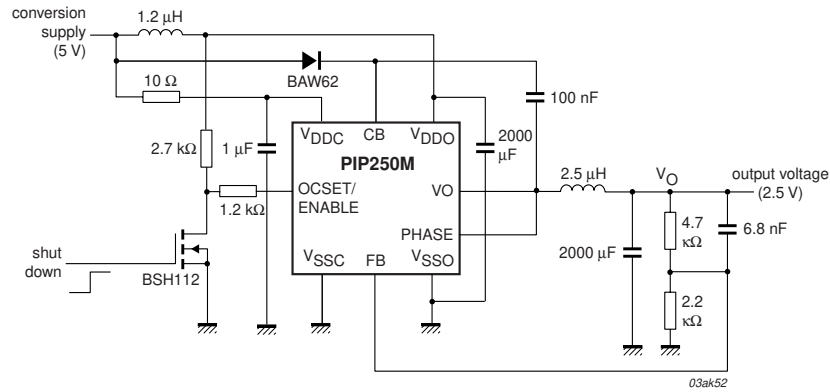 conversion
supply
(5 V)
1.2 μH
BAW62
10 Ω
100 nF
2.7 kΩ
1 μF
VDDC
CB
VDDO
2000
μF
PIP250M
2.5 μH
VO
output voltage
(2.5 V)
OCSET/
ENABLE
VO
1.2 kΩ
PHASE
4.7
κΩ
6.8 nF
shut
down
BSH112
VSSC
FB
VSSO
2000 μF
2.2
κΩ
03ak52